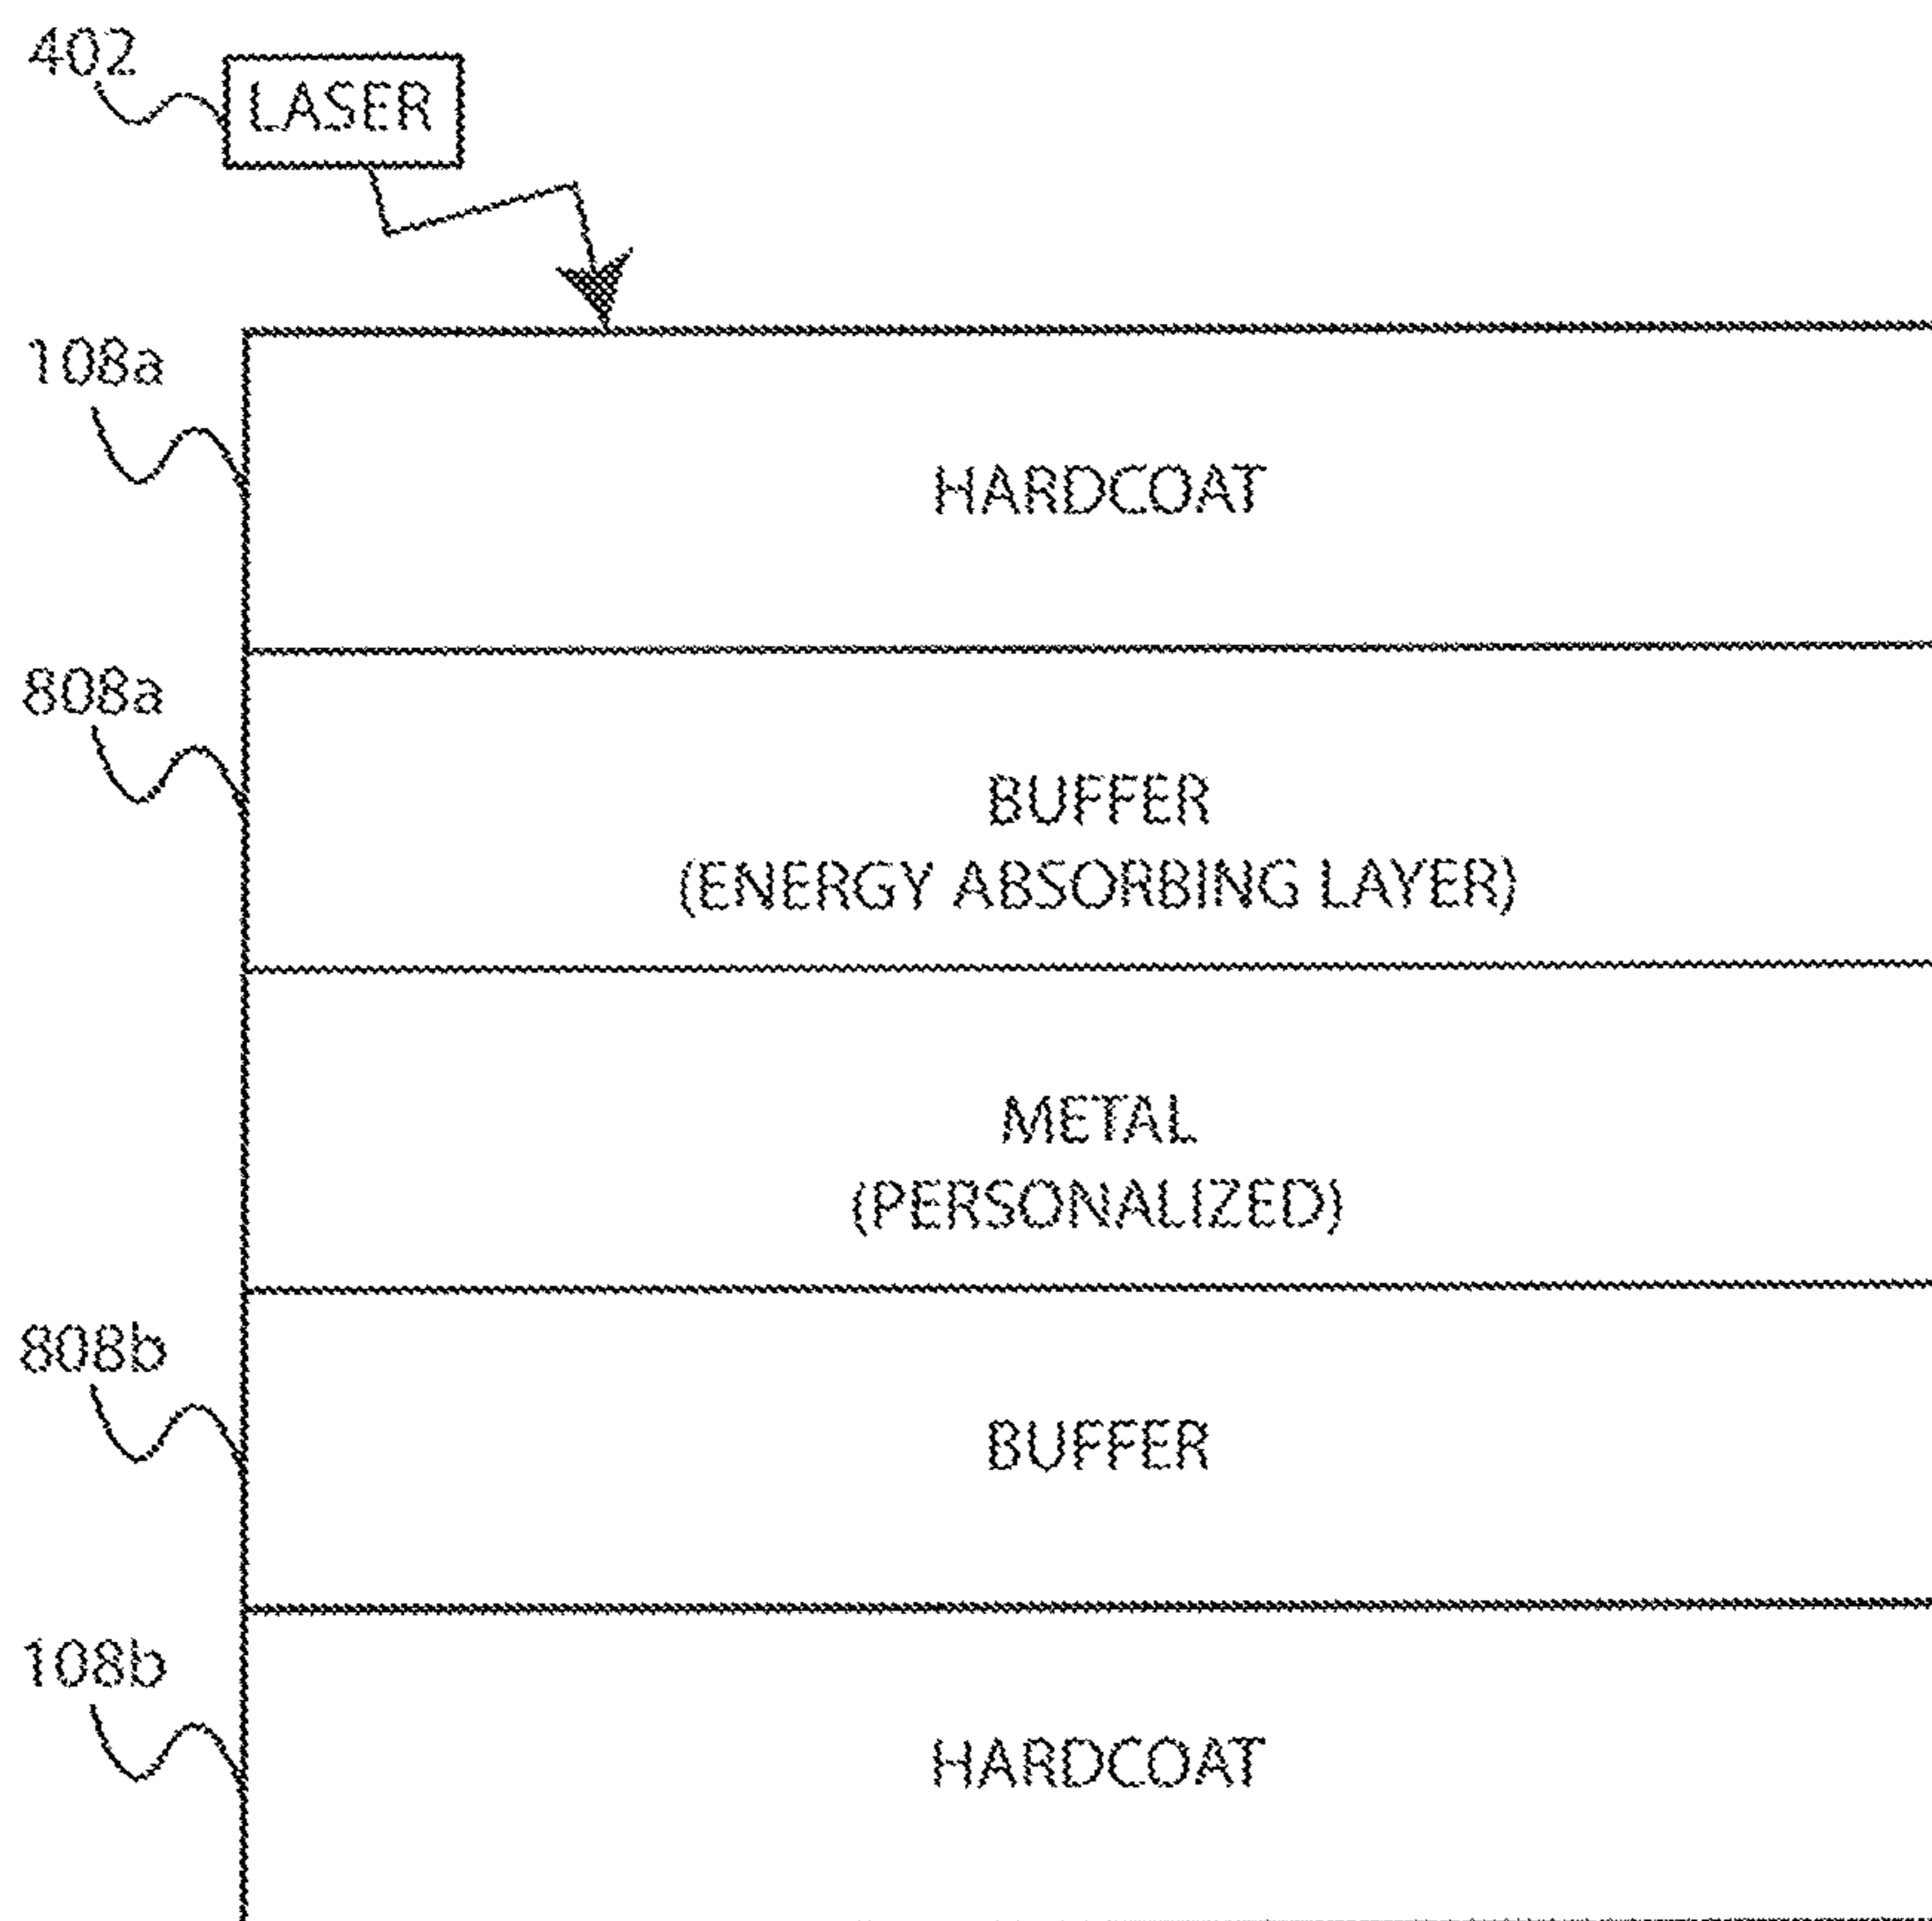 402
LASER
108a
HARDCOAT
808a
BUFFER
(ENERGY ABSORBING LAYER)
METAL
(PERSONALIZED)
808b
BUFFER
108b
HARDCOAT